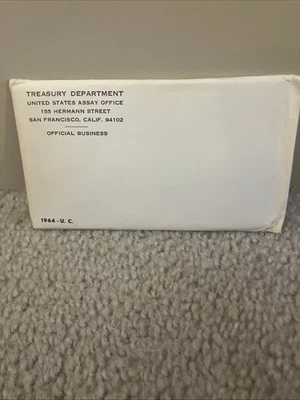 TREASURY DEPARTMENT
UNITED STATES ASSAY OFFICE
155 HERMANN STREET
SAN FRANCISCO, CALIF. 94102
OFFICIAL BUSINESS
1964 - U. C.